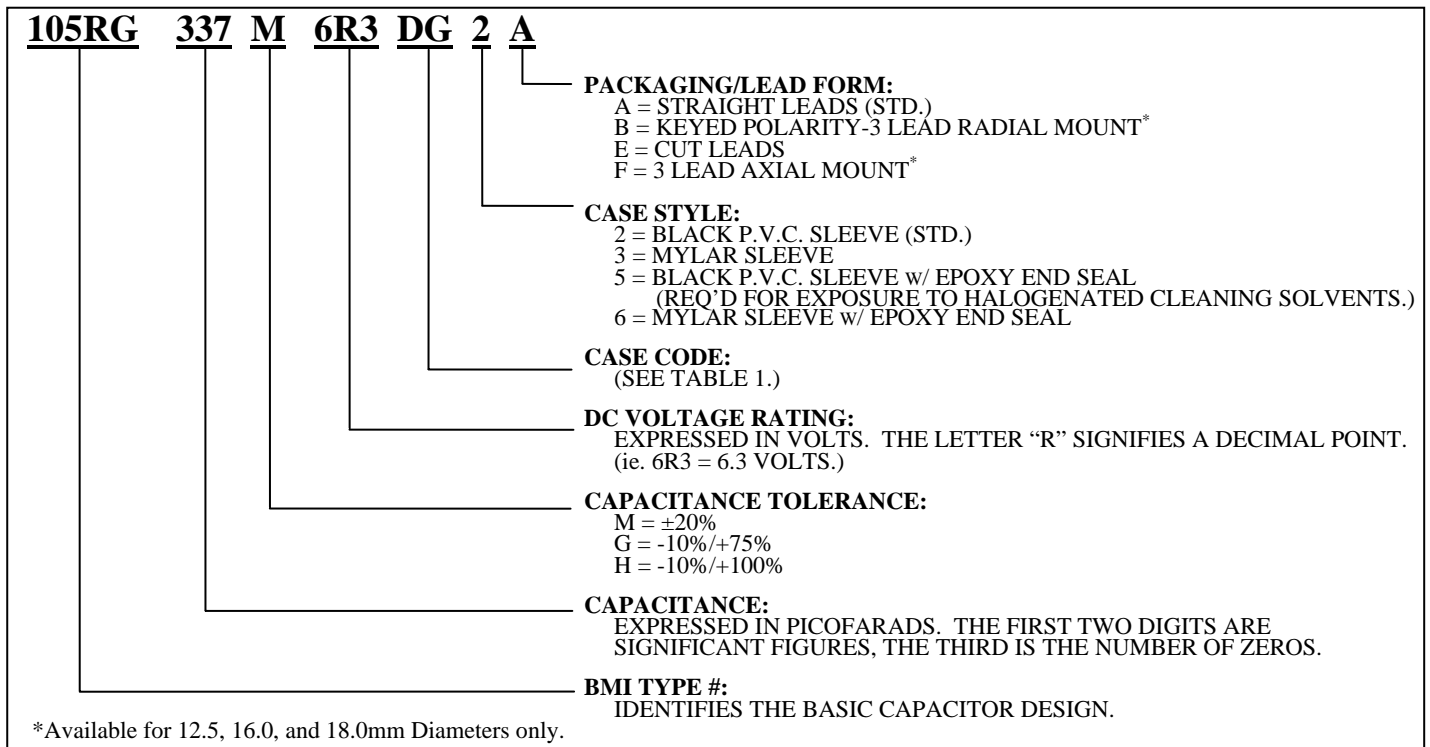 105RG 337 M 6R3 DG 2 A
PACKAGING/LEAD FORM:
A = STRAIGHT LEADS (STD.)
B = KEYED POLARITY-3 LEAD RADIAL MOUNT*
E = CUT LEADS
F = 3 LEAD AXIAL MOUNT*
CASE STYLE:
2 = BLACK P.V.C. SLEEVE (STD.)
3 = MYLAR SLEEVE
5 = BLACK P.V.C. SLEEVE W/ EPOXY END SEAL
(REQ'D FOR EXPOSURE TO HALOGENATED CLEANING SOLVENTS.)
6 = MYLAR SLEEVE W/ EPOXY END SEAL
CASE CODE:
(SEE TABLE 1.)
DC VOLTAGE RATING:
EXPRESSED IN VOLTS. THE LETTER “R” SIGNIFIES A DECIMAL POINT.
(ie. 6R3 = 6.3 VOLTS.)
CAPACITANCE TOLERANCE:
M = ±20%
G = -10%/+75%
H = -10%/+100%
CAPACITANCE:
EXPRESSED IN PICOFARADS. THE FIRST TWO DIGITS ARE
SIGNIFICANT FIGURES, THE THIRD IS THE NUMBER OF ZEROS.
BMI TYPE #:
IDENTIFIES THE BASIC CAPACITOR DESIGN.
*Available for 12.5, 16.0, and 18.0mm Diameters only.